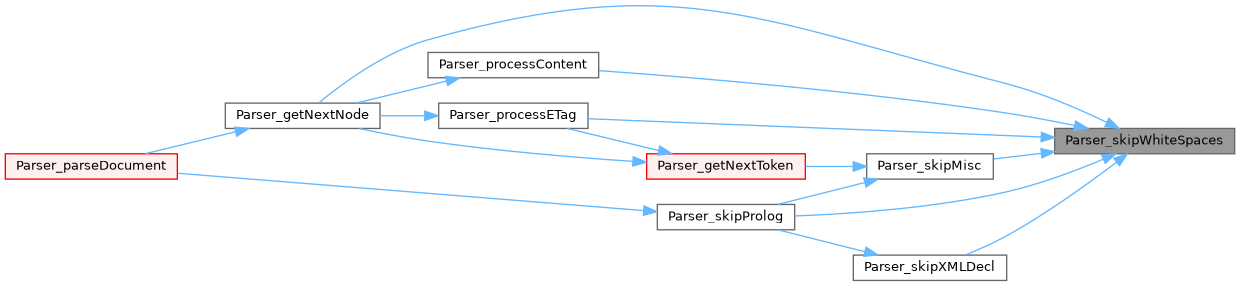 Parser_processContent
Parser_getNextNode
Parser_processETag
Parser_skipWhiteSpaces
Parser_parseDocument
Parser_getNextToken
Parser_skipMisc
Parser_skipProlog
Parser_skipXMLDecl